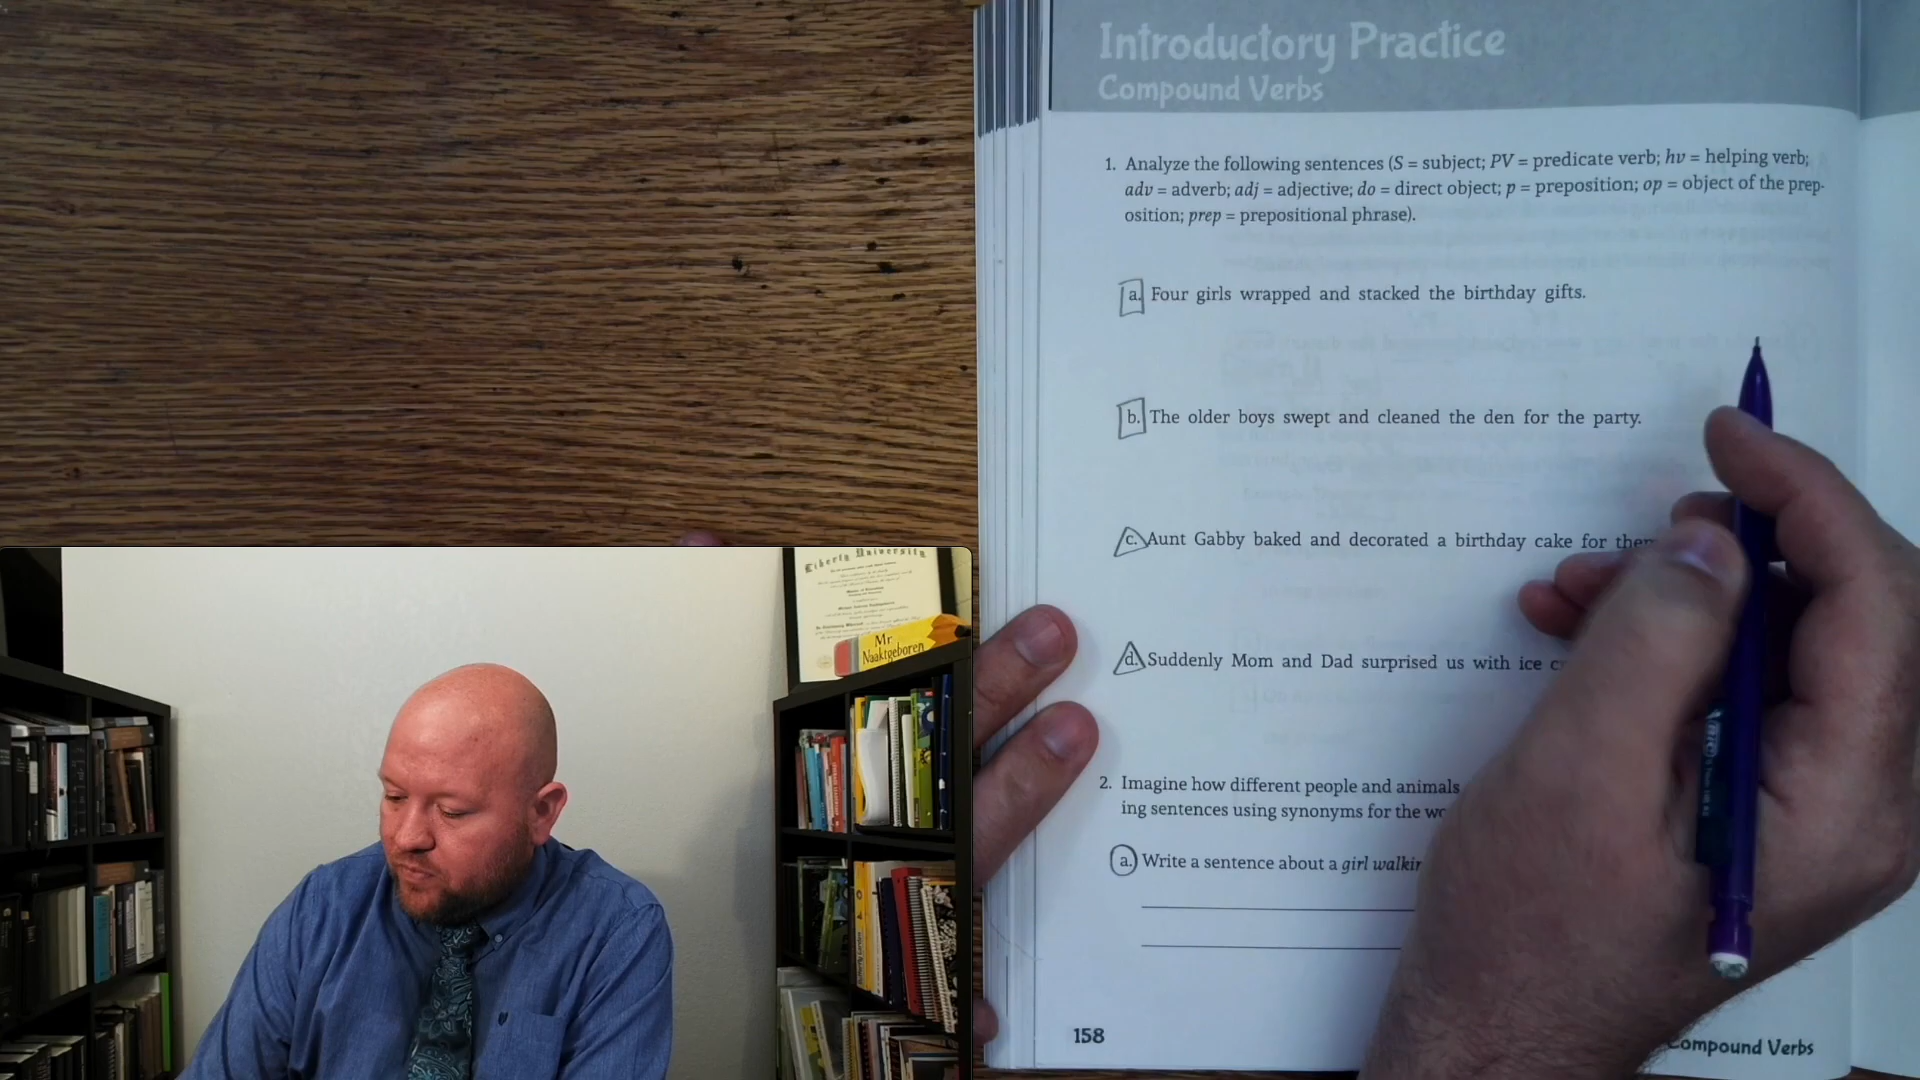 Introductory Practice
Compound Verbs
1. Analyze the following sentences (S = subject; PV = predicate verb; hv = helping verb;
adv = adverb; adj = adjective; do = direct object; p = preposition; op = object of the prep-
osition; prep = prepositional phrase).
a. Four girls wrapped and stacked the birthday gifts.
b. The older boys swept and cleaned the den for the party.
c. Aunt Gabby baked and decorated a birthday cake for
d. Suddenly Mom and Dad surprised us with ice
2. Imagine how different people and animals
ing sentences using synonyms for the
a. Write a sentence about a girl
158
Compound Verbs
Liberty University
Mr
Naaktgeboren